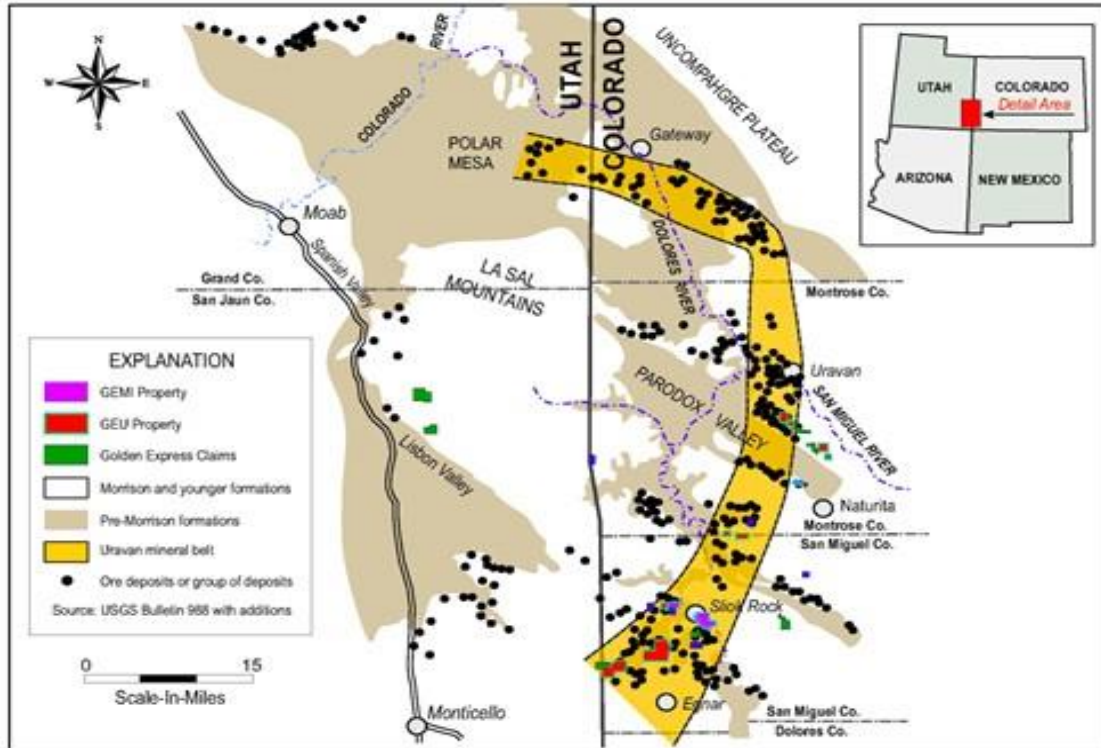 N
W
E
S
RIVER
COLORADO
UTAH
COLORADO
UNCOMPAHGRE PLATEAU
POLAR
MESA
Gateway
Moab
Spanish Valley
Grand Co.
San Jaun Co.
LA SAL
MOUNTAINS
DOLORES RIVER
Montrose Co.
Uravan
PARODOX VALLEY
SAN MIGUEL RIVER
Lisbon Valley
Naturita
Montrose Co.
San Miguel Co.
Slick Rock
Egnar
San Miguel Co.
Dolores Co.
Monticello
UTAH
COLORADO
Detail Area
ARIZONA
NEW MEXICO
EXPLANATION
GEMI Property
GEU Property
Golden Express Claims
Morrison and younger formations
Pre-Morrison formations
Uravan mineral belt
Ore deposits or group of deposits
Source: USGS Bulletin 988 with additions
0
15
Scale-In-Miles